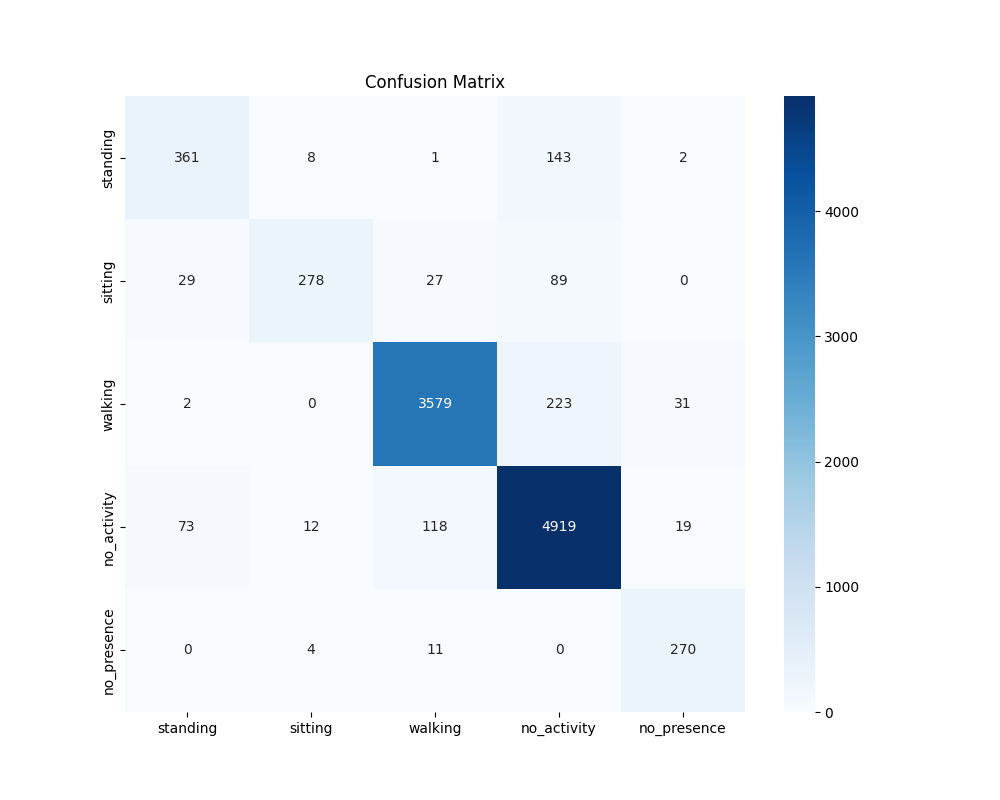 Confusion Matrix
standing 361 8 1 143 2
sitting 29 278 27 89 0
walking 2 0 3579 223 31
no_activity 73 12 118 4919 19
no_presence 0 4 11 0 270
standing sitting walking no_activity no_presence
4000
3000
2000
1000
0